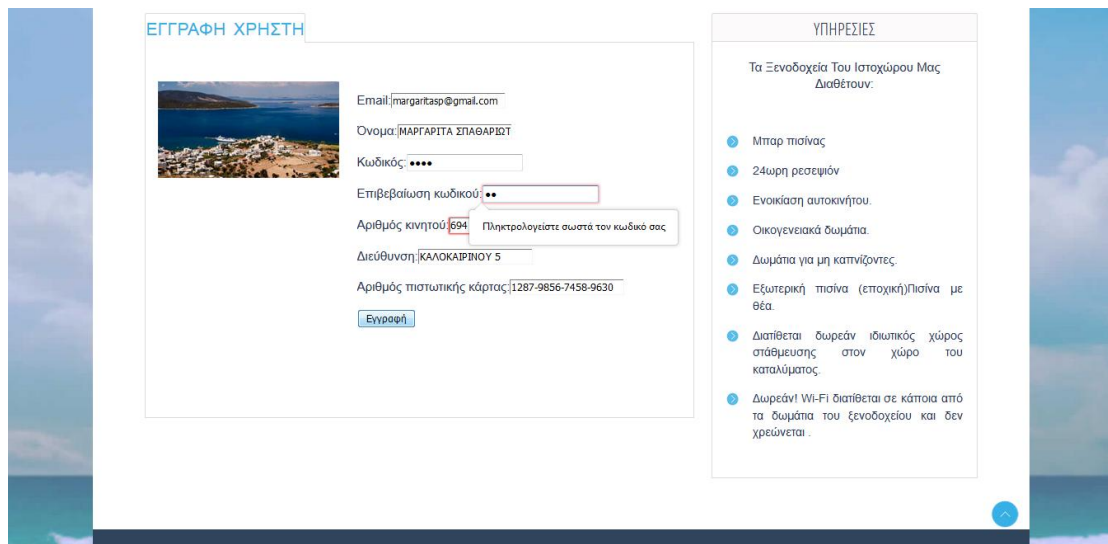 ΕΓΓΡΑΦΗ ΧΡΗΣΤΗ
Email: margaritasp@gmail.com
Όνομα: ΜΑΡΓΑΡΙΤΑ ΣΠΑΘΑΡΙΩΤ
Κωδικός: ••••
Επιβεβαίωση κωδικού: ••
Αριθμός κινητού: 694
Πληκτρολογείστε σωστά τον κωδικό σας
Διεύθυνση: ΚΑΛΟΚΑΙΡΙΝΟΥ 5
Αριθμός πιστωτικής κάρτας: 1287-9856-7458-9630
Εγγραφή
ΥΠΗΡΕΣΙΕΣ
Τα Ξενοδοχεία Του Ιστοχώρου Μας
Διαθέτουν:
Μπαρ πισίνας
24ωρη ρεσεψιόν
Ενοικίαση αυτοκινήτου.
Οικογενειακά δωμάτια.
Δωμάτια για μη καπνίζοντες.
Εξωτερική πισίνα (εποχική)Πισίνα με
θέα.
Διατίθεται δωρεάν ιδιωτικός χώρος
στάθμευσης στον χώρο του
καταλύματος.
Δωρεάν! Wi-Fi διατίθεται σε κάποια από
τα δωμάτια του ξενοδοχείου και δεν
χρεώνεται .